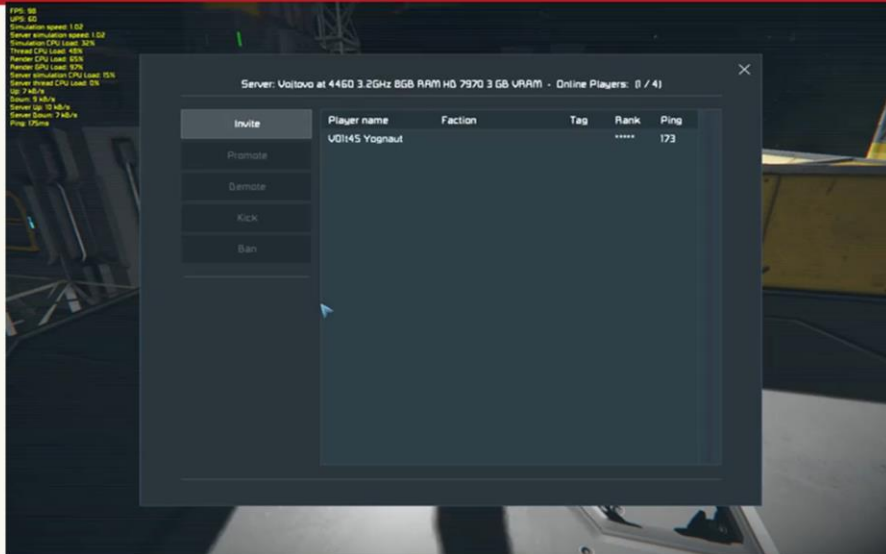 FPS: 98
UPS: 60
Simulation speed: 1.02
Server simulation speed: 1.02
Simulation CPU Load: 32%
Thread CPU Load: 48%
Render CPU Load: 65%
Render GPU Load: 97%
Server simulation CPU Load: 15%
Server thread CPU Load: 0%
Up: 7 kB/s
Down: 9 kB/s
Server Up: 10 kB/s
Server Down: 7 kB/s
Ping: 175ms
Server: Vojtovo at 4460 3.2GHz 8GB RAM HD 7970 3 GB VRAM - Online Players: (1 / 4)
Invite
Promote
Demote
Kick
Ban
Player name Faction Tag Rank Ping
V01t45 Yognaut ***** 173